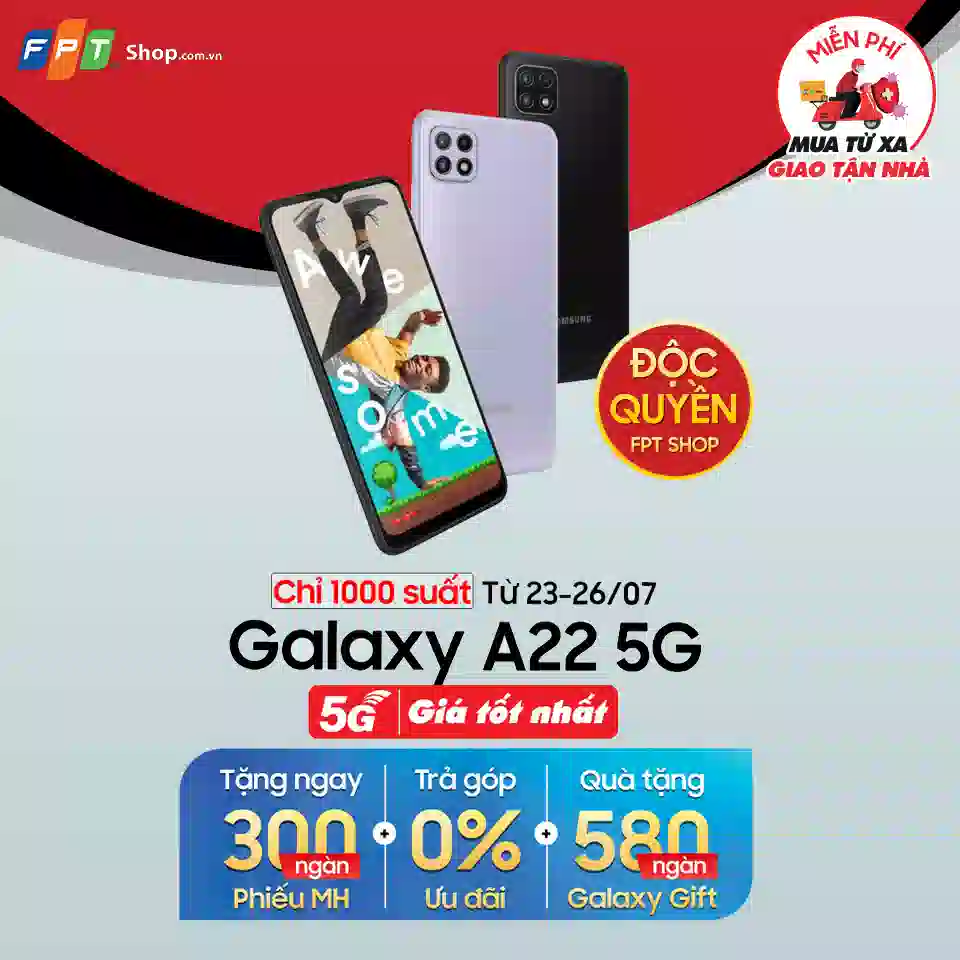 FPT Shop.com.vn
MIỄN PHÍ
MUA TỪ XA
GIAO TẬN NHÀ
Awe
some
SAMSUNG
ĐỘC
QUYỀN
FPT SHOP
Chỉ 1000 suất Từ 23-26/07
Galaxy A22 5G
5G Giá tốt nhất
Tặng ngay
300 ngàn
Phiếu MH
+
Trả góp
0%
Ưu đãi
+
Quà tặng
580 ngàn
Galaxy Gift